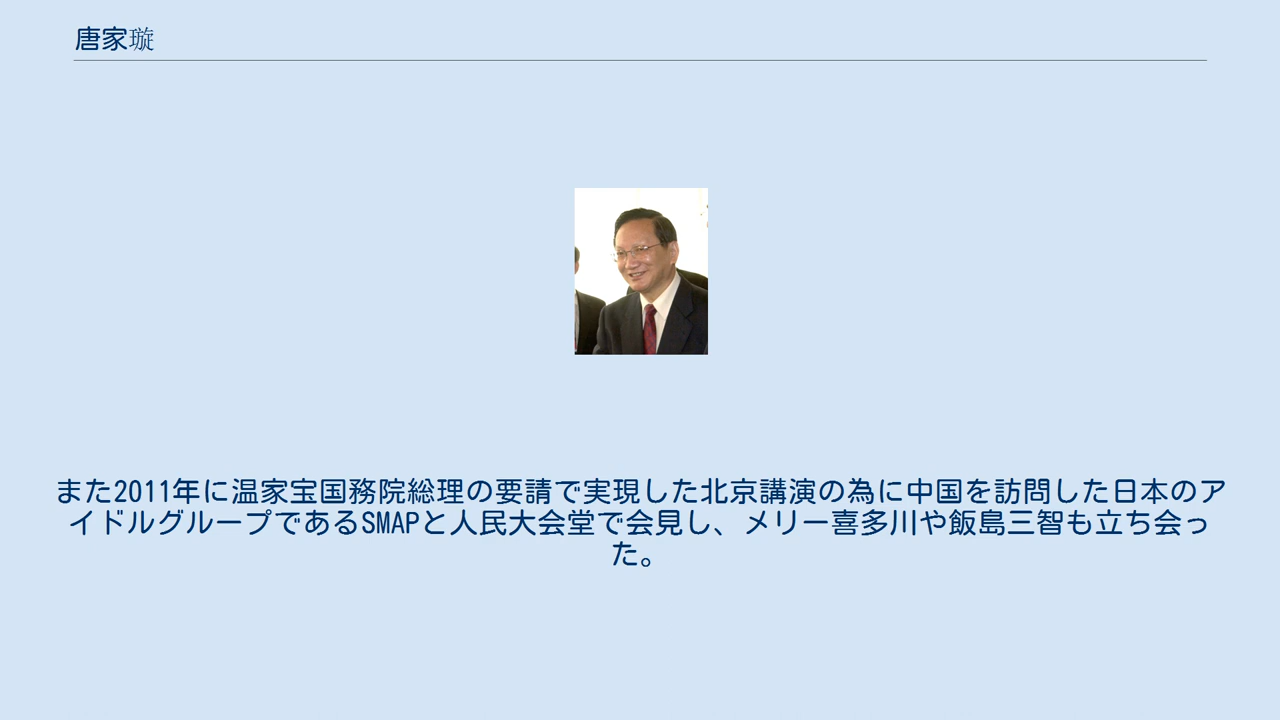 唐家璇
また2011年に温家宝国務院総理の要請で実現した北京講演の為に中国を訪問した日本のア
イドルグループであるSMAPと人民大会堂で会見し、メリー喜多川や飯島三智も立ち会っ
た。